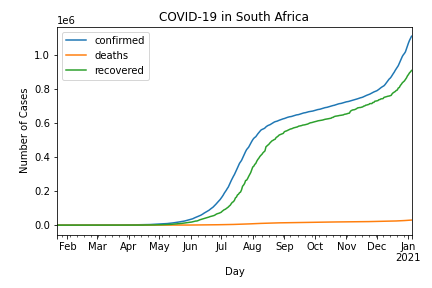 COVID-19 in South Africa
1e6
confirmed
deaths
recovered
Number of Cases
1.0
0.8
0.6
0.4
0.2
0.0
Feb Mar Apr May Jun Jul Aug Sep Oct Nov Dec Jan
2021
Day